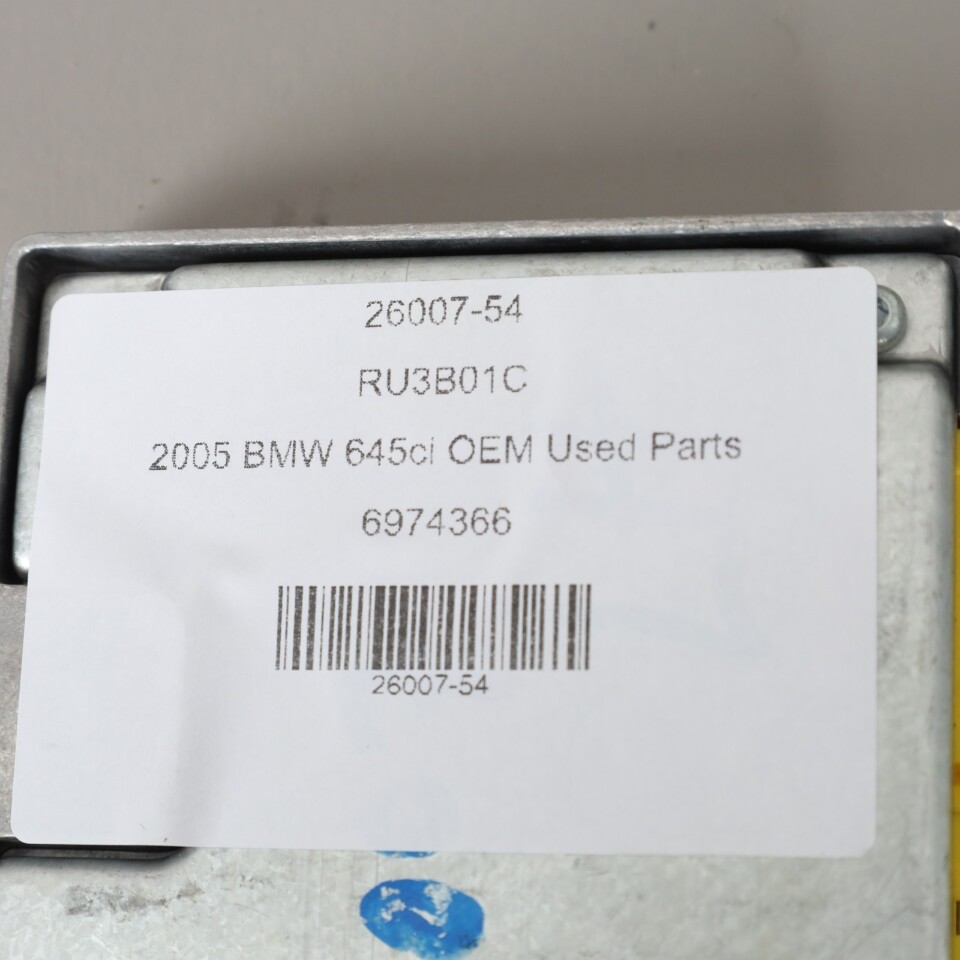 26007-54
RU3B01C
2005 BMW 645ci OEM Used Parts
6974366
26007-54